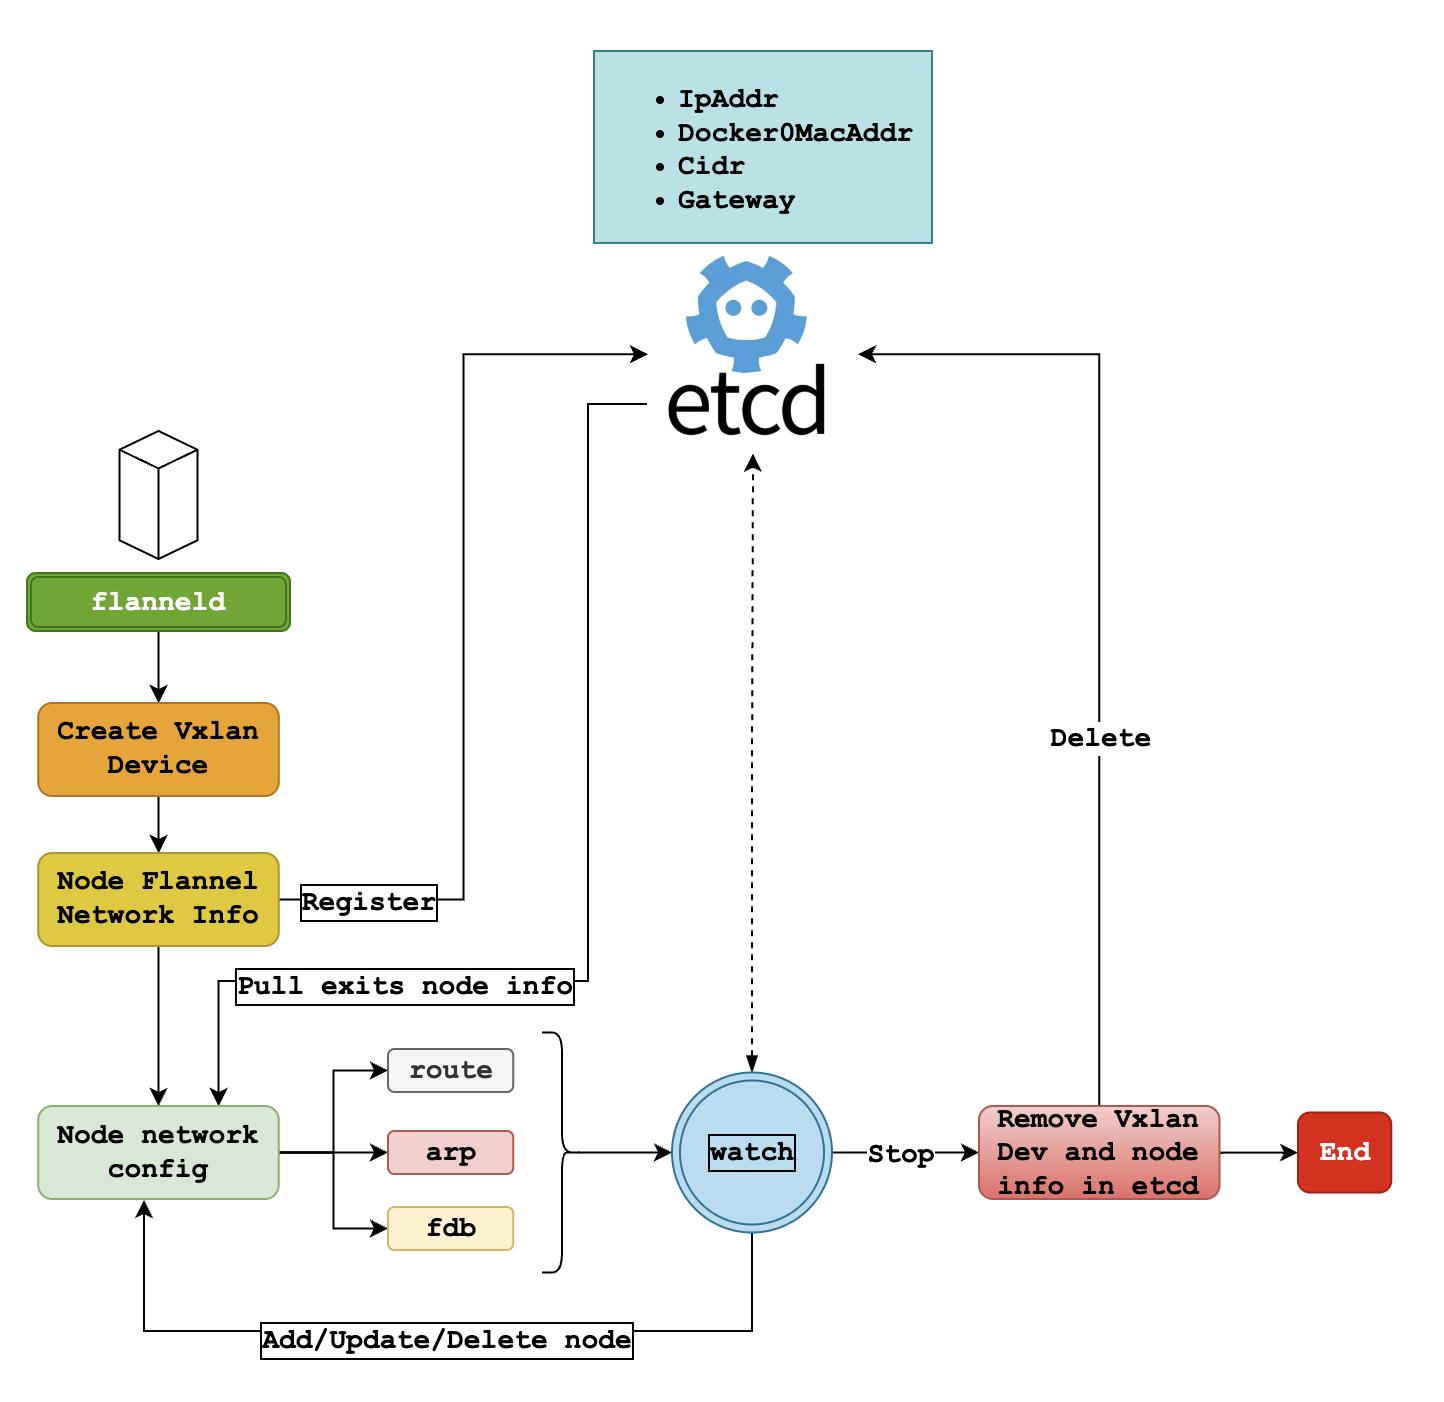 IpAddr
Docker0MacAddr
Cidr
Gateway
etcd
flanneld
Create Vxlan
Device
Node Flannel
Network Info
Register
Pull exits node info
Delete
Node network
config
route
arp
fdb
watch
Stop
Remove Vxlan
Dev and node
info in etcd
End
Add/Update/Delete node